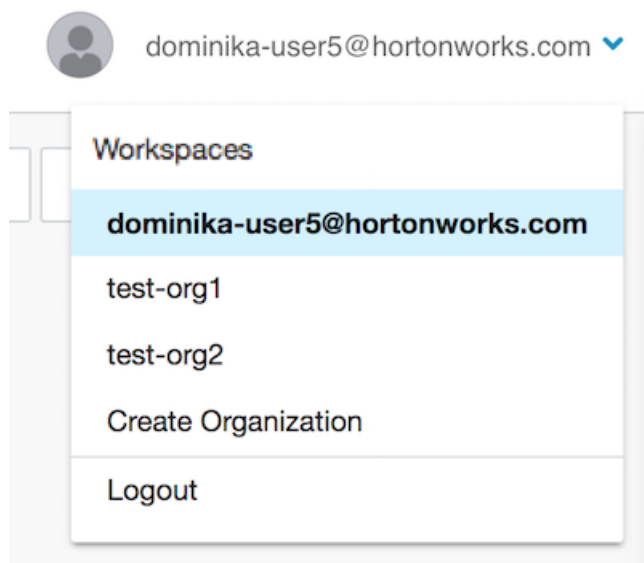 dominika-user5@hortonworks.com
Workspaces
dominika-user5@hortonworks.com
test-org1
test-org2
Create Organization
Logout